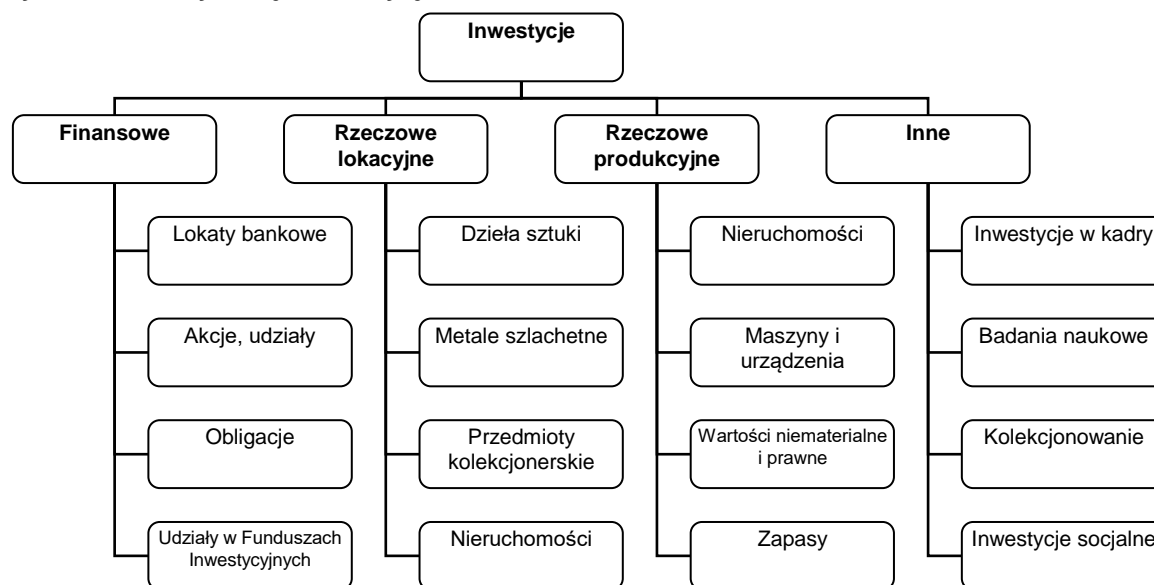 Inwestycje
Finansowe
Rzeczowe
lokacyjne
Rzeczowe
produkcyjne
Inne
Lokaty bankowe
Dzieła sztuki
Nieruchomości
Inwestycje w kadry
Akcje, udziały
Metale szlachetne
Maszyny i
urządzenia
Badania naukowe
Obligacje
Przedmioty
kolekcjonerskie
Wartości niematerialne
i prawne
Kolekcjonowanie
Udziały w Funduszach
Inwestycyjnych
Nieruchomości
Zapasy
Inwestycje socjalne